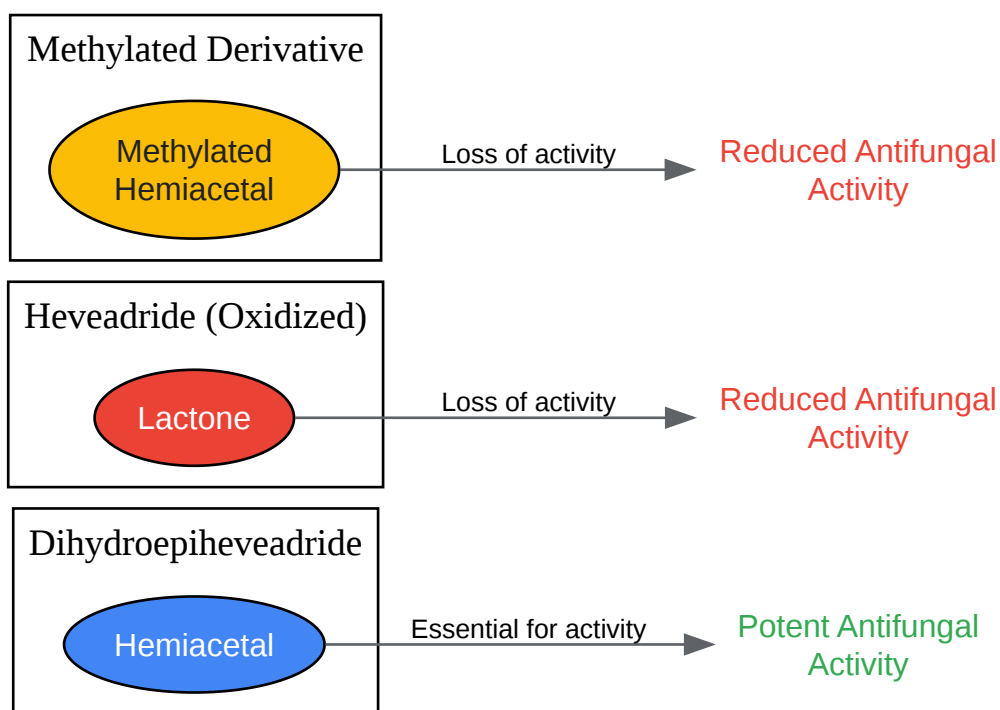 Methylated Derivative
Methylated
Hemiacetal
Loss of activity
Reduced Antifungal
Activity
Heveadride (Oxidized)
Lactone
Loss of activity
Reduced Antifungal
Activity
Dihydroepiheveadride
Hemiacetal
Essential for activity
Potent Antifungal
Activity